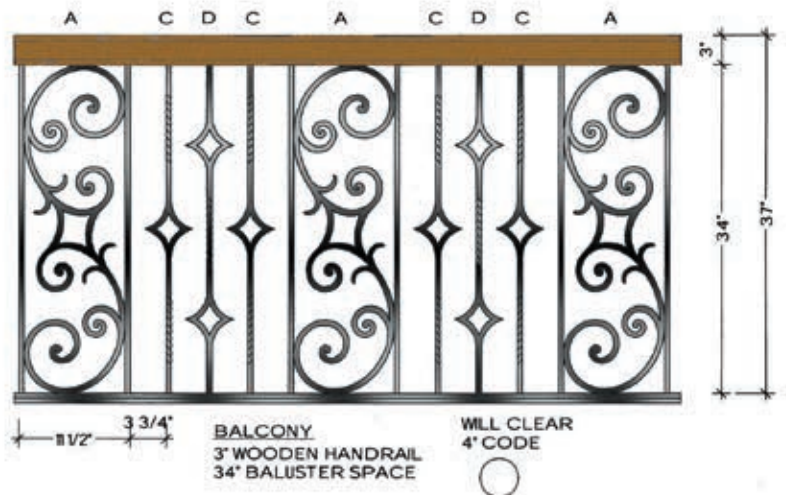 A C D C A C D C A
3"
34"
37"
3 3/4"
11 1/2"
BALCONY
3" WOODEN HANDRAIL
34" BALUSTER SPACE
WILL CLEAR
4" CODE